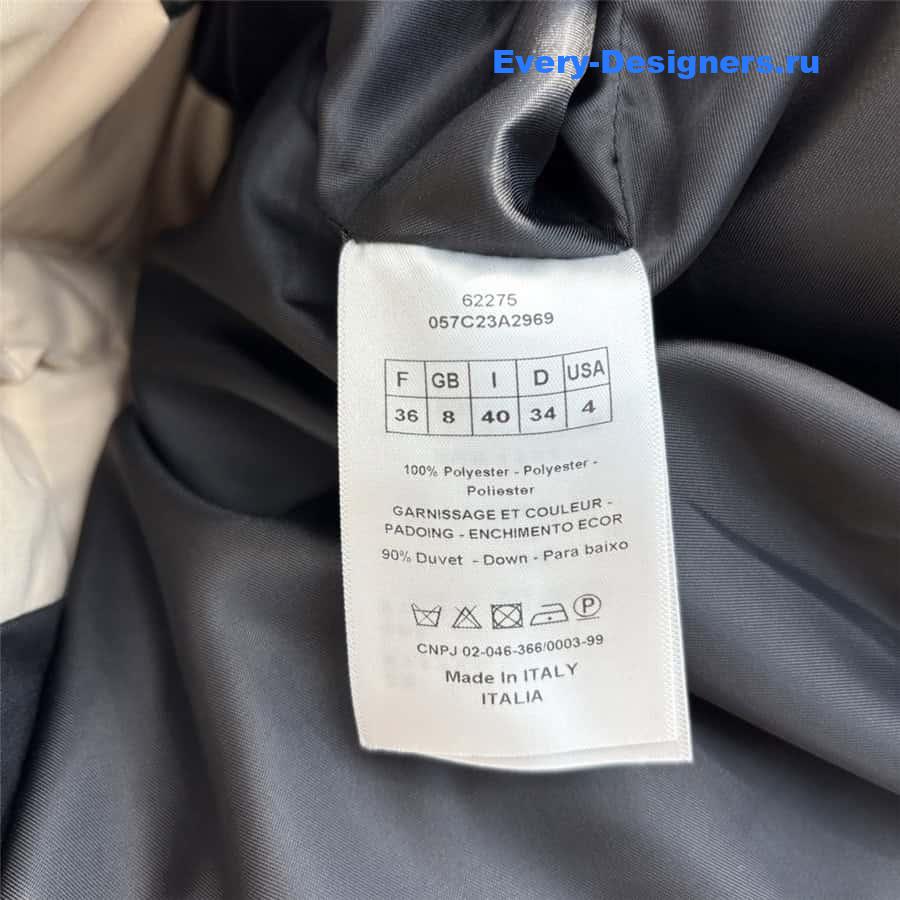 Every-Designers.ru
62275
057C23A2969
F GB I D USA
36 8 40 34 4
100% Polyester - Polyester -
Poliester
GARNISSAGE ET COULEUR -
PADOING - ENCHIMENTO ECOR
90% Duvet - Down - Para baixo
P
CNPJ 02-046-366/0003-99
Made In ITALY
ITALIA